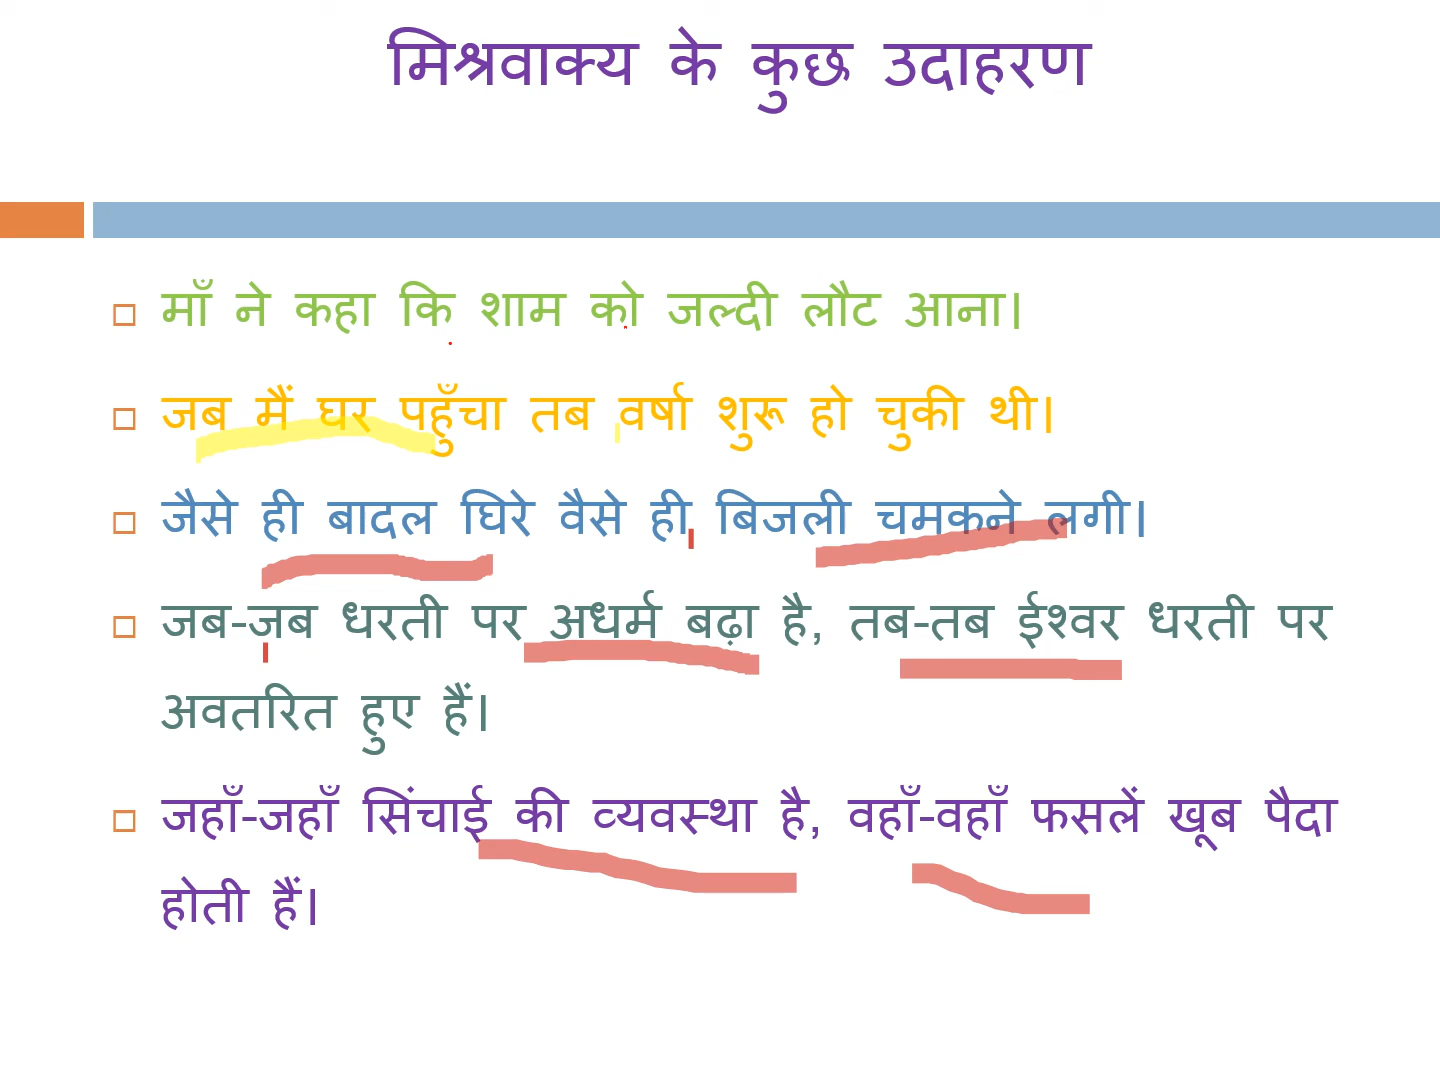 मिश्रवाक्य के कुछ उदाहरण
माँ ने कहा कि शाम को जल्दी लौट आना।
जब मैं घर पहुँचा तब वर्षा शुरू हो चुकी थी।
जैसे ही बादल घिरे वैसे ही बिजली चमकने लगी।
जब-जब धरती पर अधर्म बढ़ा है, तब-तब ईश्वर धरती पर
अवतरित हुए हैं।
जहाँ-जहाँ सिंचाई की व्यवस्था है, वहाँ-वहाँ फसलें खूब पैदा
होती हैं।